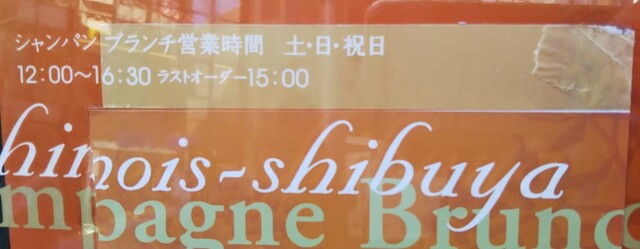 シャンパン ブランチ営業時間 土・日・祝日
12:00〜16:30 ラストオーダー15:00
hinois-shibuya
mpagne Brunc